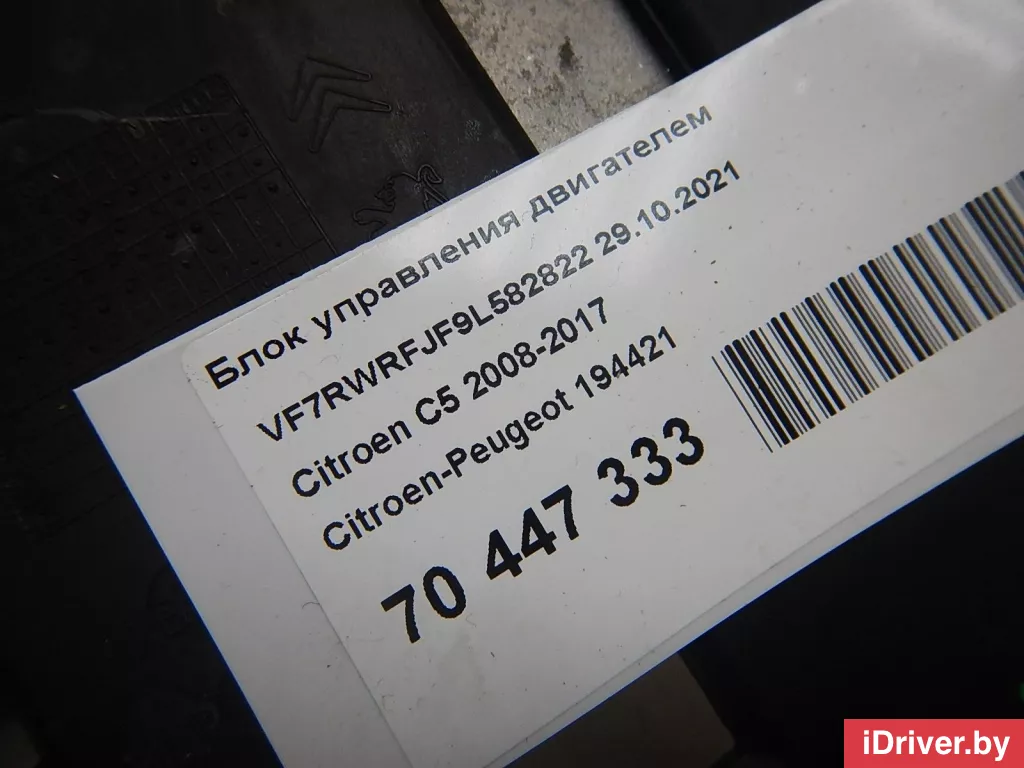 Блок управления двигателем
VF7RWRFJF9L582822 29.10.2021
Citroen C5 2008-2017
Citroen-Peugeot 194421
70 447 333
iDriver.by